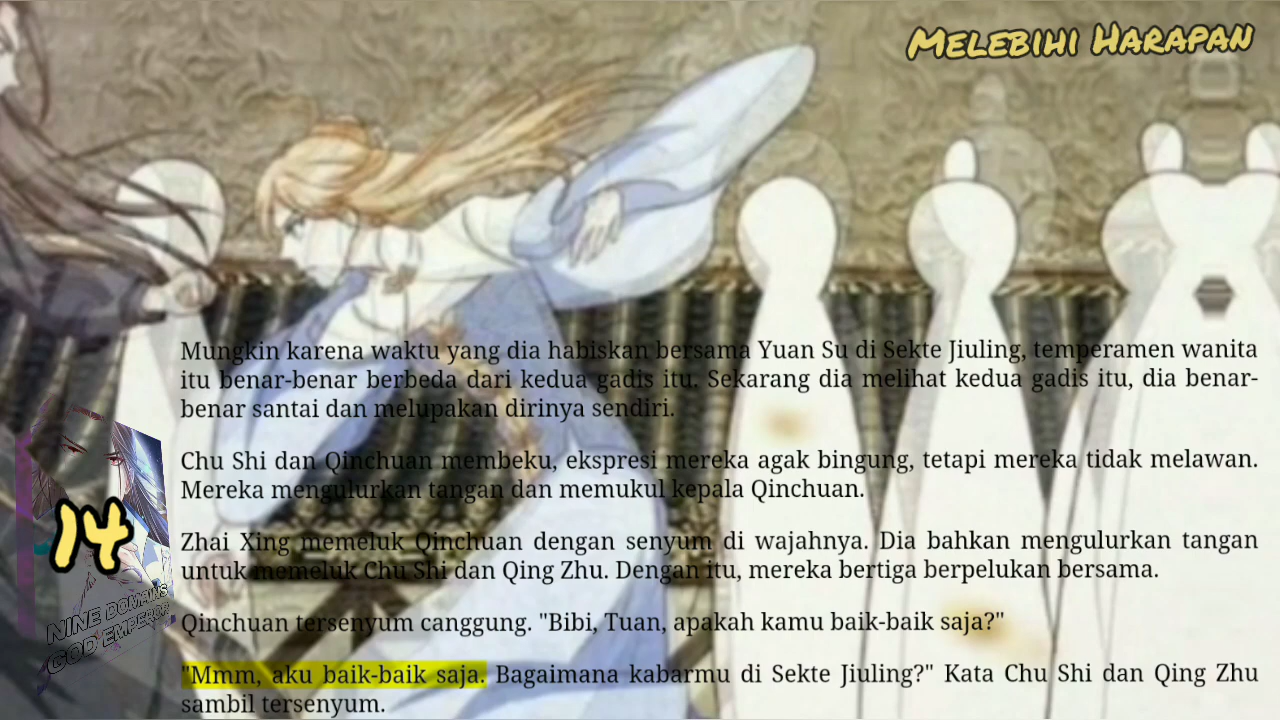 Melebihi Harapan
Mungkin karena waktu yang dia habiskan bersama Yuan Su di Sekte Jiuling, temperamen wanita
itu benar-benar berbeda dari kedua gadis itu. Sekarang dia melihat kedua gadis itu, dia benar-
benar santai dan melupakan dirinya sendiri.
Chu Shi dan Qinchuan membeku, ekspresi mereka agak bingung, tetapi mereka tidak melawan.
Mereka mengulurkan tangan dan memukul kepala Qinchuan.
Zhai Xing memeluk Qinchuan dengan senyum di wajahnya. Dia bahkan mengulurkan tangan
untuk memeluk Chu Shi dan Qing Zhu. Dengan itu, mereka bertiga berpelukan bersama.
Qinchuan tersenyum canggung. "Bibi, Tuan, apakah kamu baik-baik saja?"
"Mmm, aku baik-baik saja. Bagaimana kabarmu di Sekte Jiuling?" Kata Chu Shi dan Qing Zhu
sambil tersenyum.
14
NINE DOMAINS
GOD EMPEROR